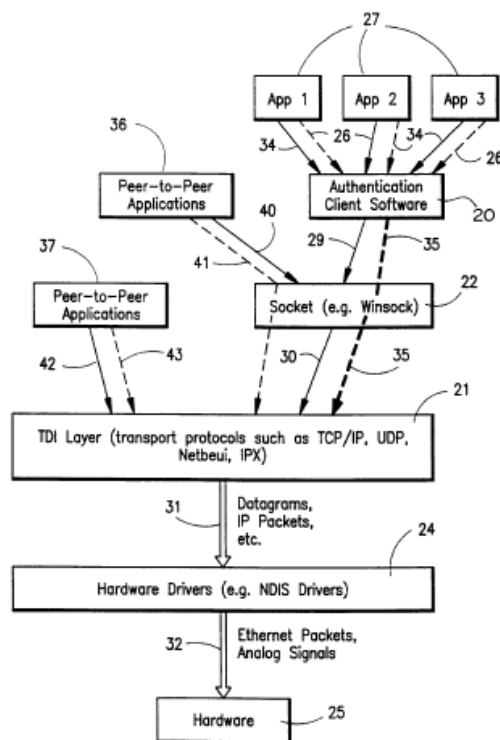 27
App 1
App 2
App 3
34
26
34
26
36
Peer-to-Peer
Applications
Authentication
Client Software
20
40
29
35
41
37
22
Peer-to-Peer
Applications
Socket (e.g. Winsock)
42
43
30
35
21
TDI Layer (transport protocols such as TCP/IP, UDP,
Netbeui, IPX)
31
Datagrams,
IP Packets,
etc.
24
Hardware Drivers (e.g. NDIS Drivers)
32
Ethernet Packets,
Analog Signals
Hardware
25